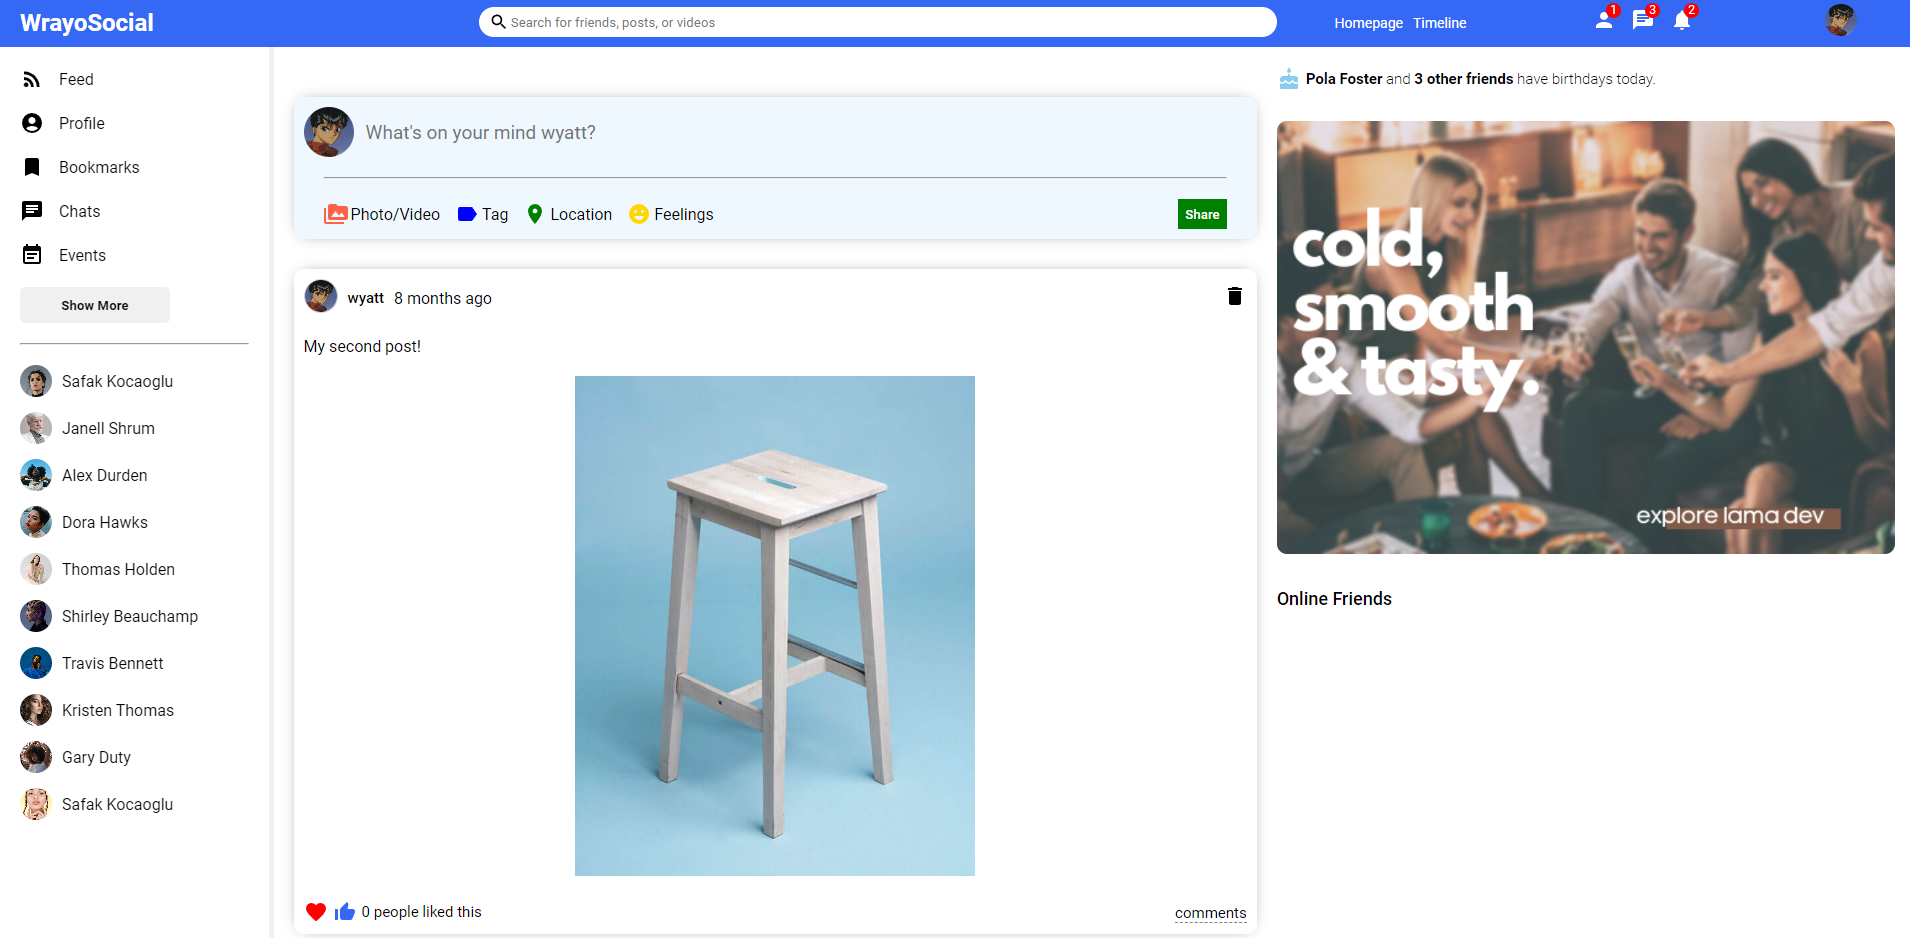 WrayoSocial
Search for friends, posts, or videos
Homepage Timeline
1
3
2
Feed
Profile
Bookmarks
Chats
Events
Show More
Safak Kocaoglu
Janell Shrum
Alex Durden
Dora Hawks
Thomas Holden
Shirley Beauchamp
Travis Bennett
Kristen Thomas
Gary Duty
Safak Kocaoglu
What's on your mind wyatt?
Photo/Video Tag Location Feelings Share
wyatt 8 months ago
My second post!
0 people liked this comments
Pola Foster and 3 other friends have birthdays today.
cold,
smooth
& tasty.
explore lama dev
Online Friends